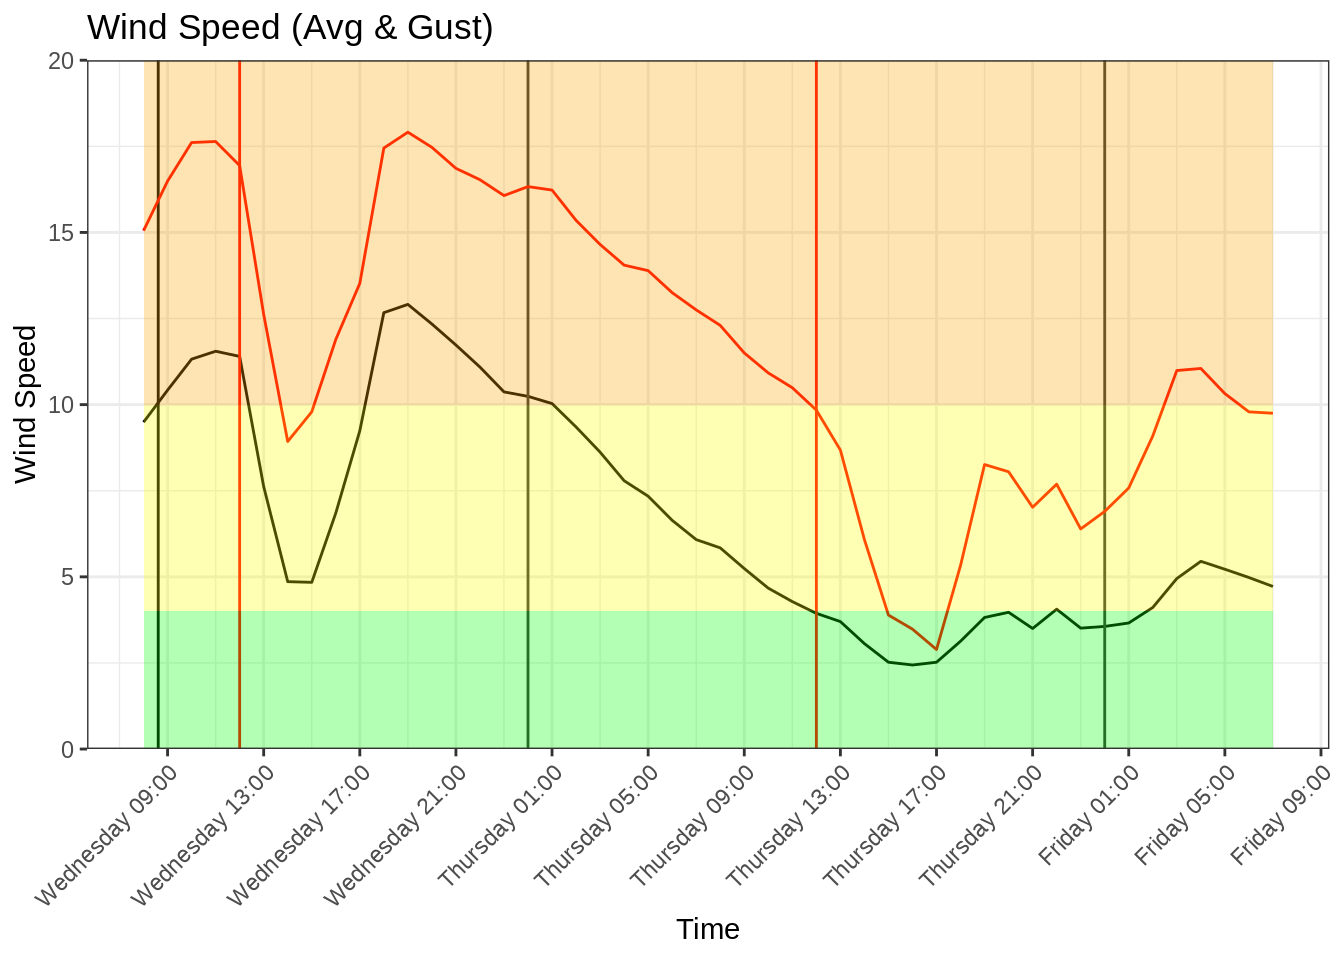 Wind Speed (Avg & Gust)
20
15
10
5
0
Wind Speed
Wednesday 09:00
Wednesday 13:00
Wednesday 17:00
Wednesday 21:00
Thursday 01:00
Thursday 05:00
Thursday 09:00
Thursday 13:00
Thursday 17:00
Thursday 21:00
Friday 01:00
Friday 05:00
Friday 09:00
Time